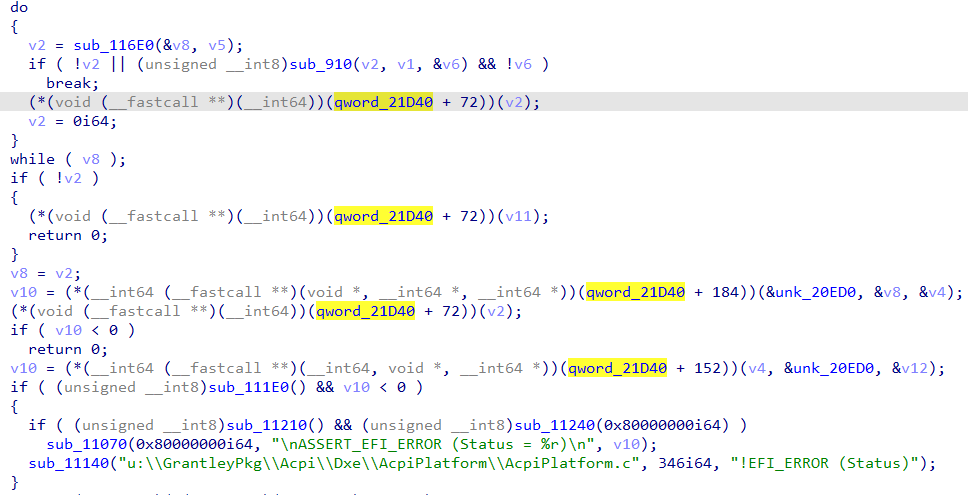 do
{
v2 = sub_116E0(&v8, v5);
if ( !v2 || (unsigned __int8)sub_910(v2, v1, &v6) && !v6 )
break;
(*(void (__fastcall **)(__int64))(qword_21D40 + 72))(v2);
v2 = 0i64;
}
while ( v8 );
if ( !v2 )
{
(*(void (__fastcall **)(__int64))(qword_21D40 + 72))(v11);
return 0;
}
v8 = v2;
v10 = (*(__int64 (__fastcall **)(void *, __int64 *, __int64 *))(qword_21D40 + 184))(&unk_20ED0, &v8, &v4);
(*(void (__fastcall **)(__int64))(qword_21D40 + 72))(v2);
if ( v10 < 0 )
return 0;
v10 = (*(__int64 (__fastcall **)(__int64, void *, __int64 *))(qword_21D40 + 152))(v4, &unk_20ED0, &v12);
if ( (unsigned __int8)sub_111E0() && v10 < 0 )
{
if ( (unsigned __int8)sub_11210() && (unsigned __int8)sub_11240(0x80000000i64) )
sub_11070(0x80000000i64, "\nASSERT_EFI_ERROR (Status = %r)\n", v10);
sub_11140("u:\\GrantleyPkg\\Acpi\\Dxe\\AcpiPlatform\\AcpiPlatform.c", 346i64, "!EFI_ERROR (Status)");
}